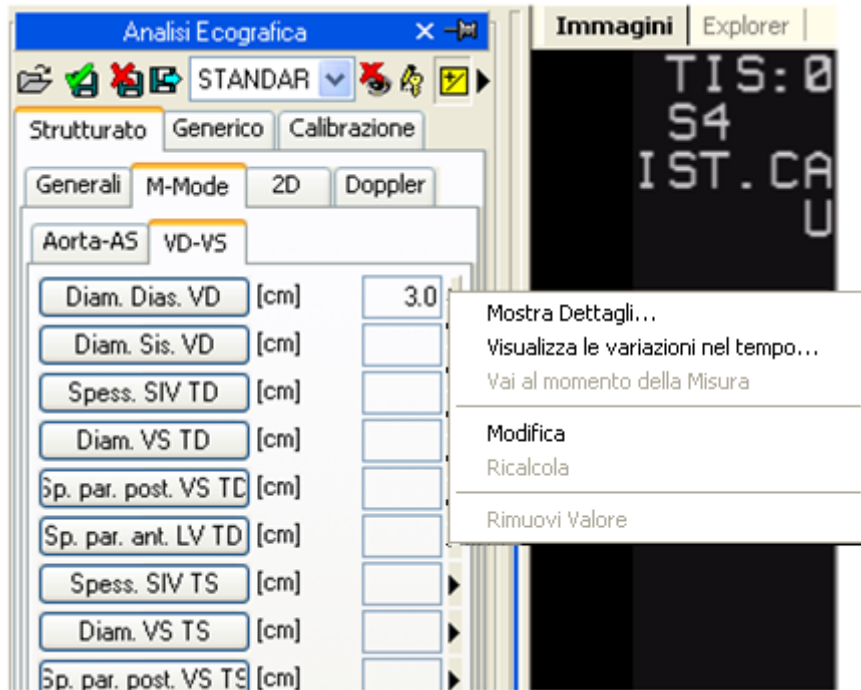 Analisi Ecografica
Immagini Explorer
STANDAR
TIS:0
S4
IST.CA
U
Strutturato Generico Calibrazione
Generali M-Mode 2D Doppler
Aorta-AS VD-VS
Diam. Dias. VD [cm] 3.0
Diam. Sis. VD [cm]
Spess. SIV TD [cm]
Diam. VS TD [cm]
Sp. par. post. VS TD [cm]
Sp. par. ant. LV TD [cm]
Spess. SIV TS [cm]
Diam. VS TS [cm]
Sp. par. post. VS TS [cm]
Mostra Dettagli...
Visualizza le variazioni nel tempo...
Vai al momento della Misura
Modifica
Ricalcola
Rimuovi Valore